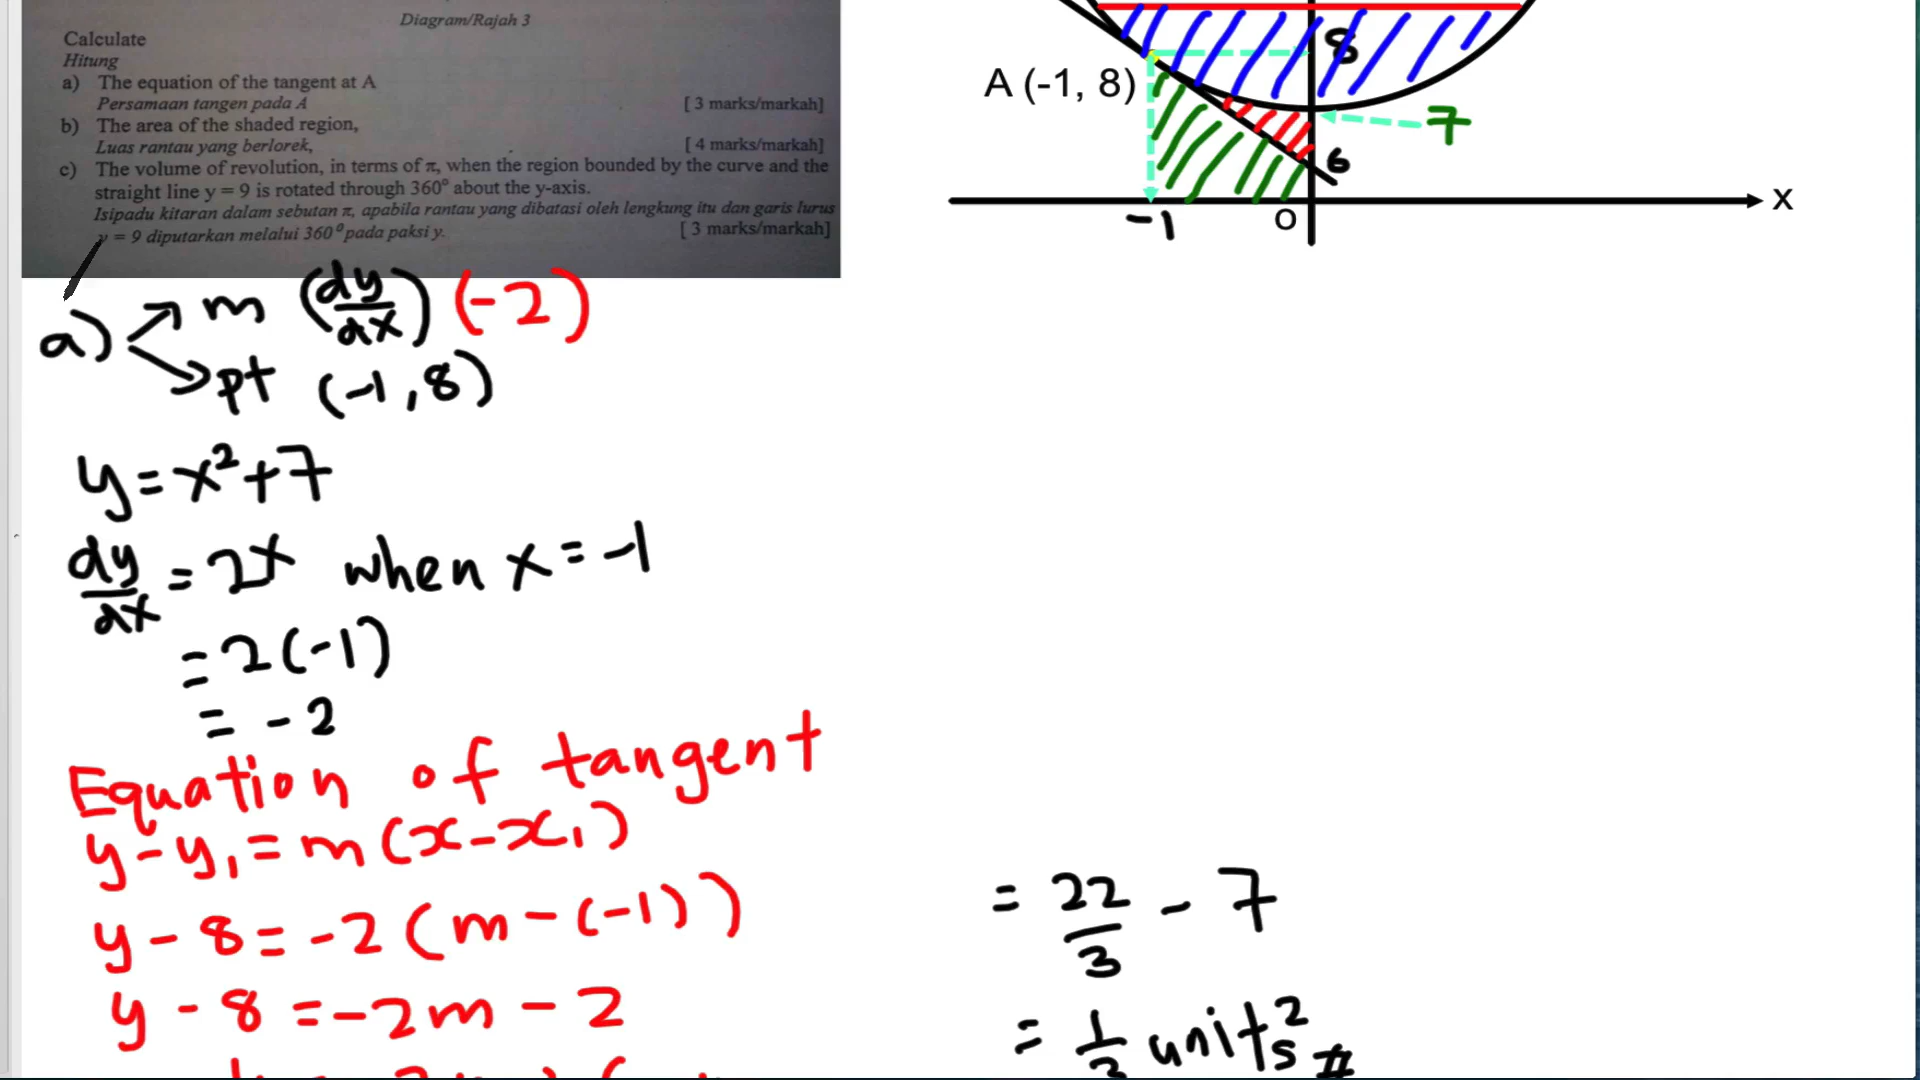 Diagram/Rajah 3
Calculate
Hitung
a) The equation of the tangent at A
Persamaan tangen pada A [ 3 marks/markah]
b) The area of the shaded region,
Luas rantau yang berlorek, [ 4 marks/markah]
c) The volume of revolution, in terms of π, when the region bounded by the curve and the
straight line y = 9 is rotated through 360° about the y-axis.
Isipadu kitaran dalam sebutan π, apabila rantau yang dibatasi oleh lengkung itu dan garis lurus
y = 9 diputarkan melalui 360⁰ pada paksi y. [ 3 marks/markah]
a) m (dy/dx) (-2)
pt (-1, 8)
y = x² + 7
dy/dx = 2x when x = -1
= 2(-1)
= -2
Equation of tangent
y - y₁ = m(x - x₁)
y - 8 = -2(m - (-1))
y - 8 = -2m - 2
8
A (-1, 8)
7
6
x
-1
0
= 22/3 - 7
= 1/3 units² #